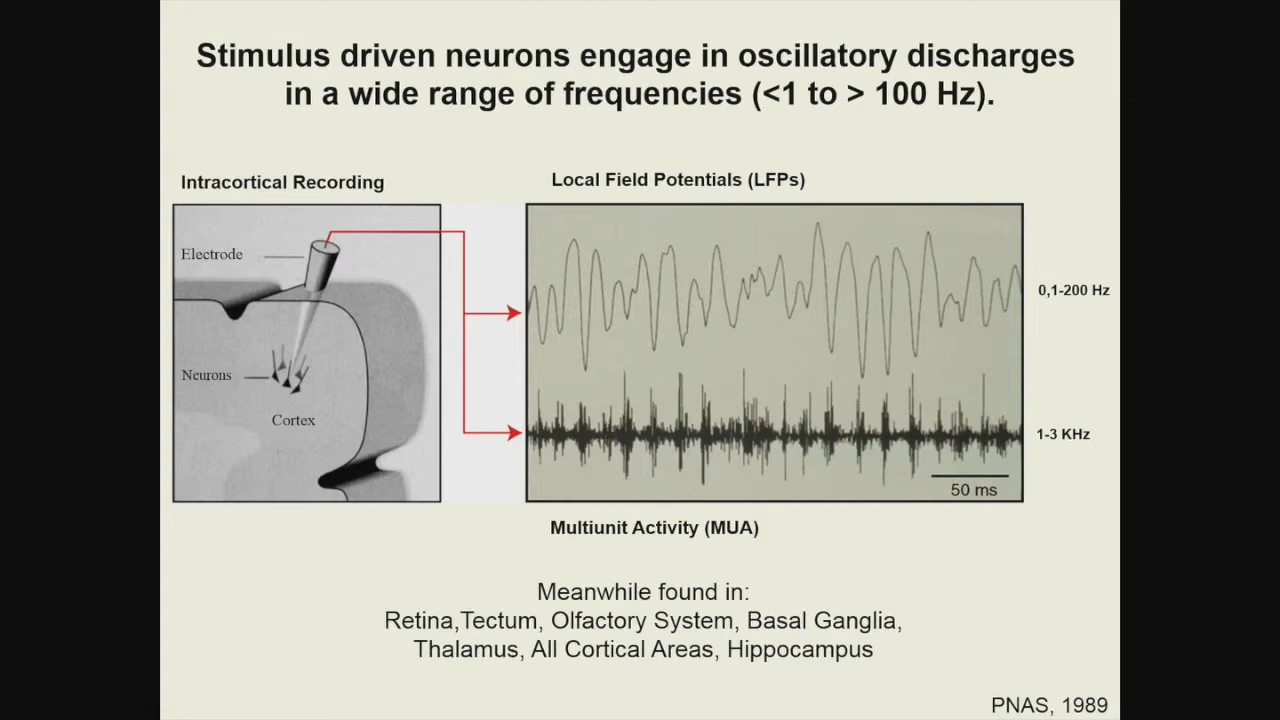 Stimulus driven neurons engage in oscillatory discharges
in a wide range of frequencies (<1 to > 100 Hz).
Intracortical Recording
Local Field Potentials (LFPs)
Electrode
Neurons
Cortex
0,1-200 Hz
1-3 KHz
50 ms
Multiunit Activity (MUA)
Meanwhile found in:
Retina,Tectum, Olfactory System, Basal Ganglia,
Thalamus, All Cortical Areas, Hippocampus
PNAS, 1989